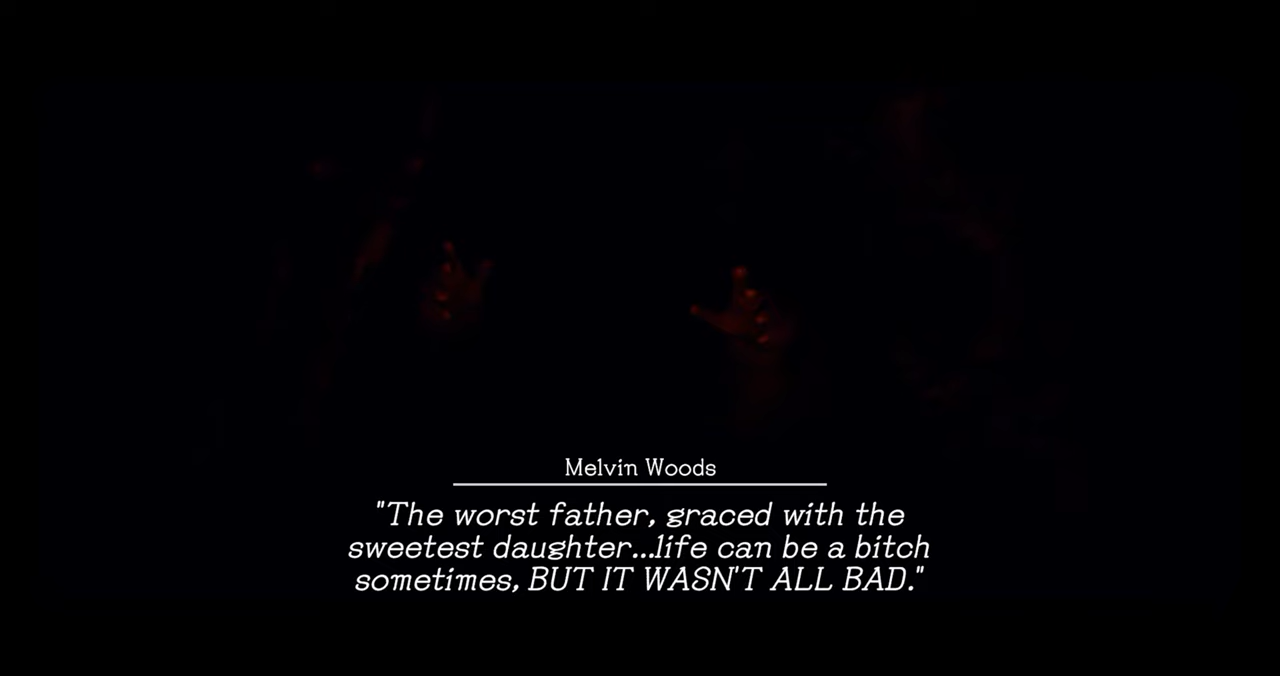 Melvin Woods
"The worst father, graced with the
sweetest daughter...life can be a bitch
sometimes, BUT IT WASN'T ALL BAD."